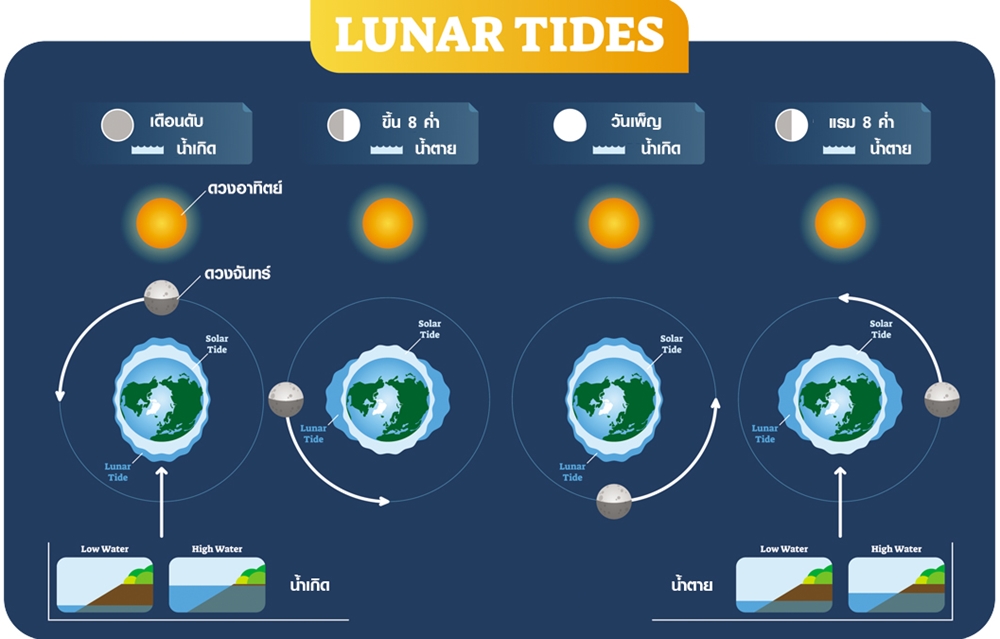 LUNAR TIDES
เดือนดับ
น้ำเกิด
ขึ้น 8 ค่ำ
น้ำตาย
วันเพ็ญ
น้ำเกิด
แรม 8 ค่ำ
น้ำตาย
ดวงอาทิตย์
ดวงจันทร์
Solar
Tide
Lunar
Tide
Solar
Tide
Lunar
Tide
Solar
Tide
Lunar
Tide
Solar
Tide
Lunar
Tide
Low Water
High Water
น้ำเกิด
น้ำตาย
Low Water
High Water